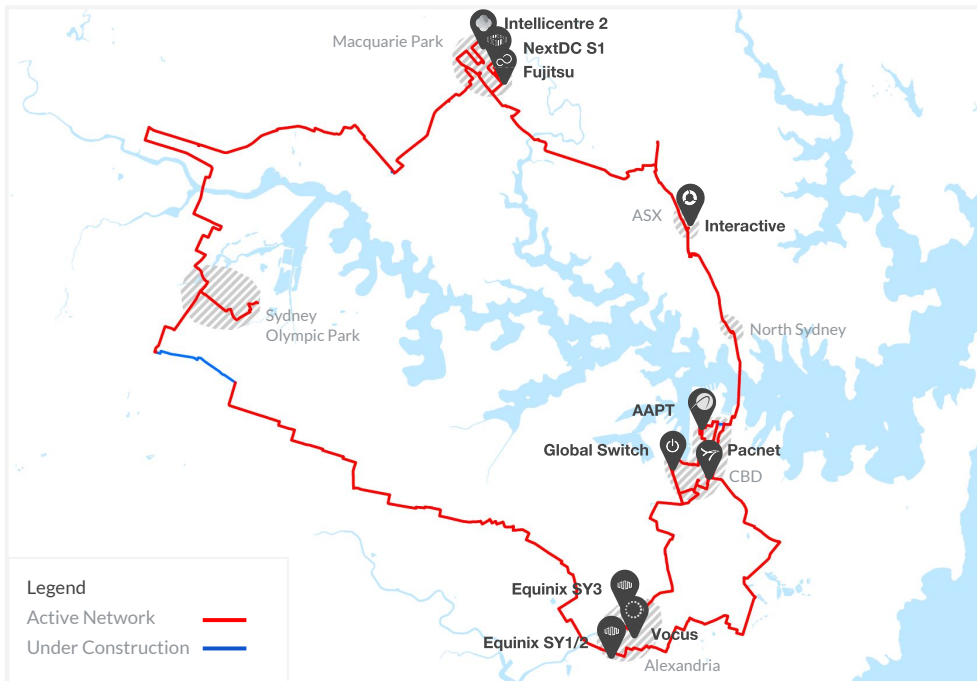 Intellicentre 2
Macquarie Park
NextDC S1
Fujitsu
ASX
Interactive
Sydney
Olympic Park
North Sydney
AAPT
Global Switch
Pacnet
CBD
Equinix SY3
Vocus
Equinix SY1/2
Alexandria
Legend
Active Network
Under Construction